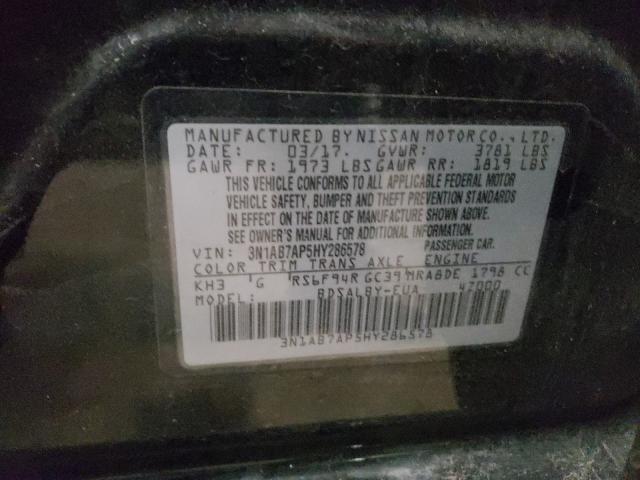 MANUFACTURED BY NISSAN MOTOR CO., LTD.
DATE: 03/17. GVWR: 3781 LBS
GAWR FR: 1973 LBS GAWR RR: 1819 LBS
THIS VEHICLE CONFORMS TO ALL APPLICABLE FEDERAL MOTOR
VEHICLE SAFETY, BUMPER AND THEFT PREVENTION STANDARDS
IN EFFECT ON THE DATE OF MANUFACTURE SHOWN ABOVE.
SEE OWNER'S MANUAL FOR ADDITIONAL INFORMATION.
VIN: 3N1AB7AP5HY286578 PASSENGER CAR.
COLOR TRIM TRANS AXLE ENGINE
KH3 G RS6F94R GC39 MRA8DE 1798 CC
MODEL: BDSALBY-EUA 47000
3N1AB7AP5HY286578